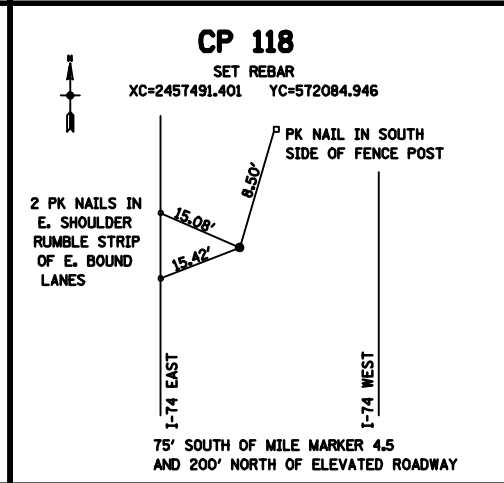 N
CP 118
SET REBAR
XC=2457491.401 YC=572084.946
PK NAIL IN SOUTH
SIDE OF FENCE POST
8.50'
2 PK NAILS IN
E. SHOULDER
RUMBLE STRIP
OF E. BOUND
LANES
15.08'
15.42'
I-74 EAST
I-74 WEST
75' SOUTH OF MILE MARKER 4.5
AND 200' NORTH OF ELEVATED ROADWAY